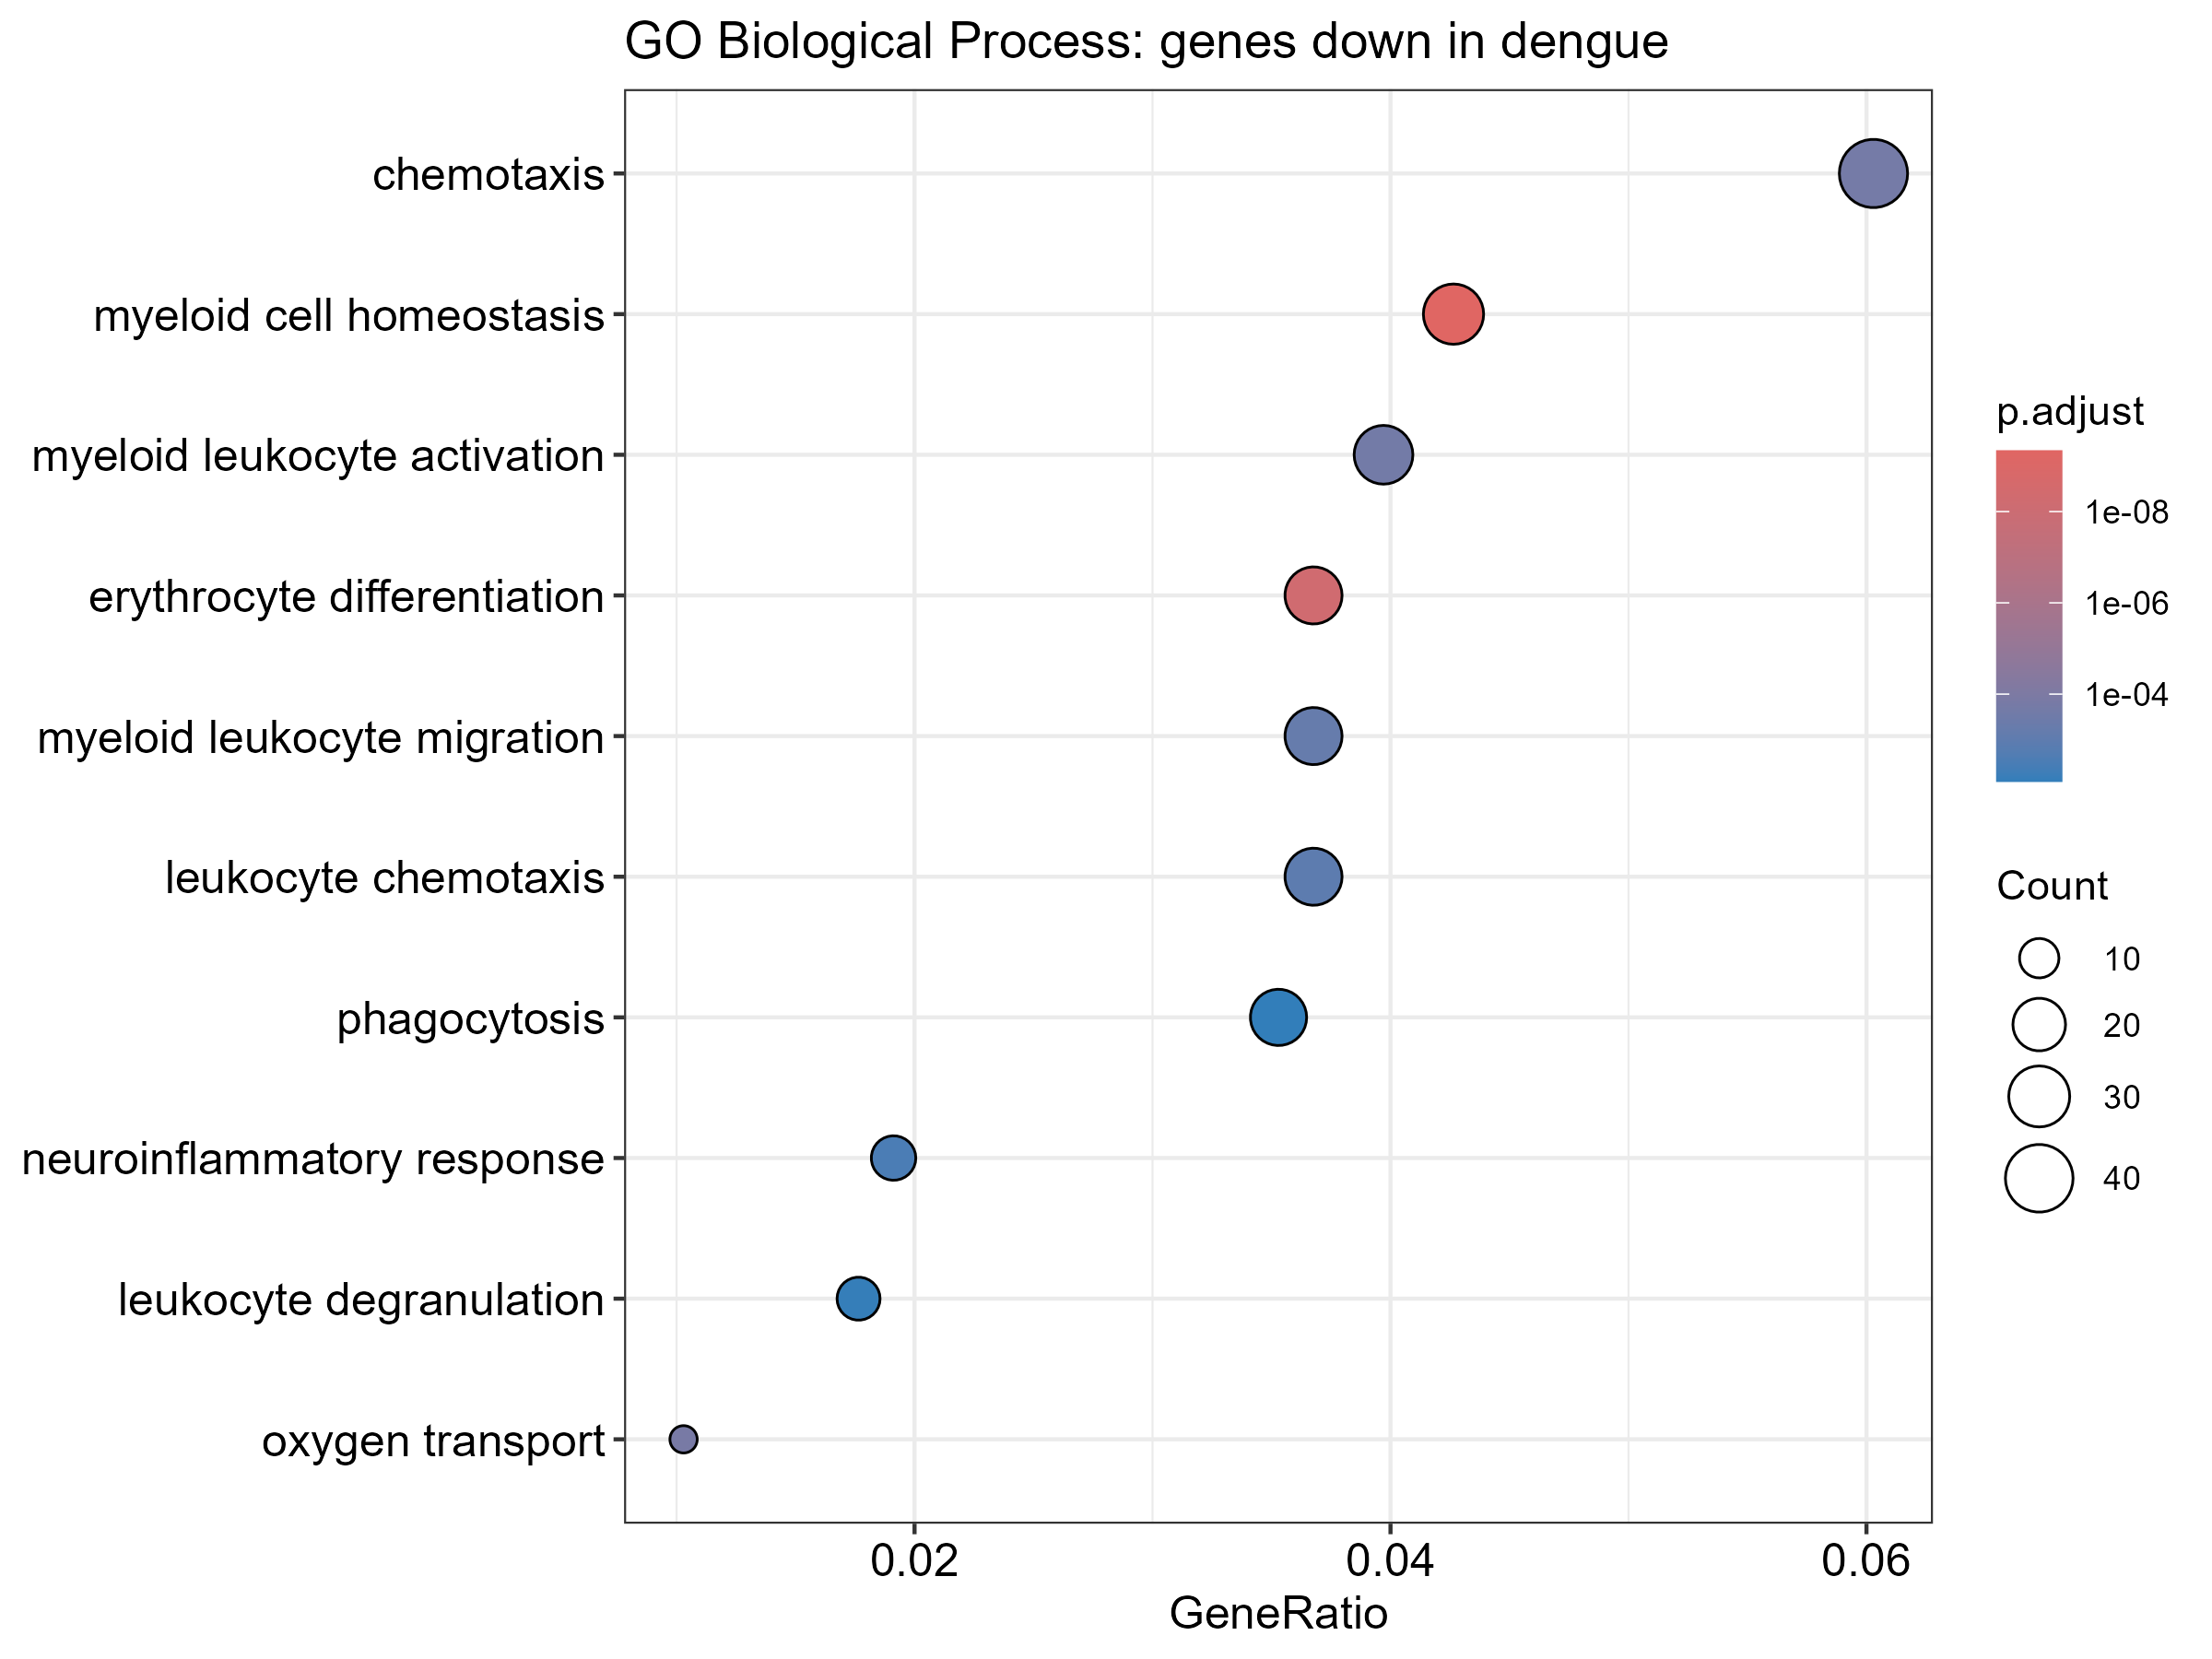 GO Biological Process: genes down in dengue
chemotaxis
myeloid cell homeostasis
myeloid leukocyte activation
erythrocyte differentiation
myeloid leukocyte migration
leukocyte chemotaxis
phagocytosis
neuroinflammatory response
leukocyte degranulation
oxygen transport
0.02 0.04 0.06
GeneRatio
p.adjust
1e-08
1e-06
1e-04
Count
10
20
30
40